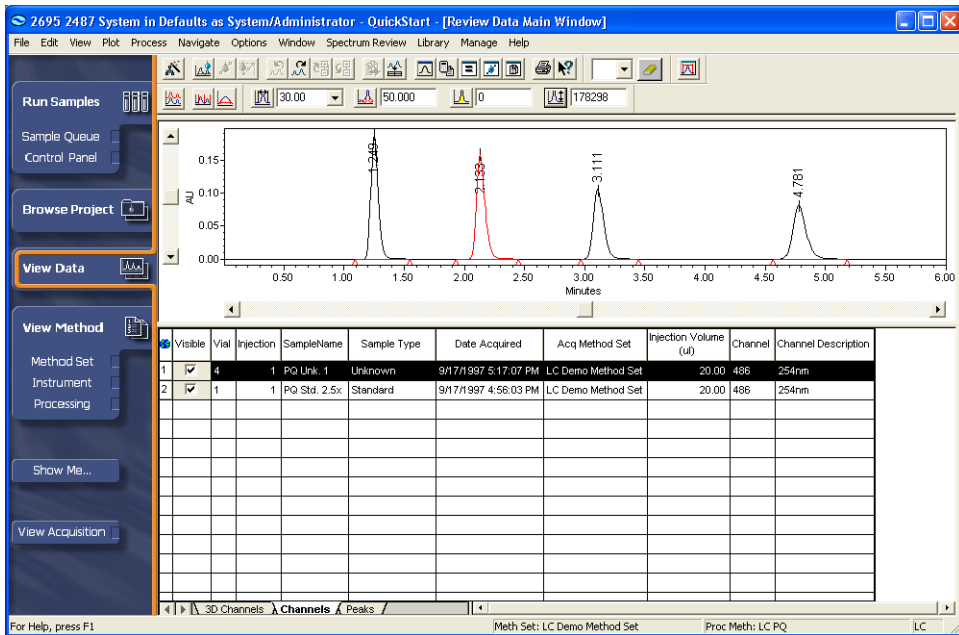 2695 2487 System in Defaults as System/Administrator - QuickStart - [Review Data Main Window]
File Edit View Plot Process Navigate Options Window Spectrum Review Library Manage Help
30.00 50.000 0 178298
Run Samples
Sample Queue
Control Panel
Browse Project
View Data
View Method
Method Set
Instrument
Processing
Show Me...
View Acquisition
AU
0.15
0.10
0.05
0.00
1.249
2.133
3.111
4.781
0.50 1.00 1.50 2.00 2.50 3.00 3.50 4.00 4.50 5.00 5.50 6.00
Minutes
Visible Vial Injection SampleName Sample Type Date Acquired Acq Method Set Injection Volume (ul) Channel Channel Description
1 4 1 PQ Unk. 1 Unknown 9/17/1997 5:17:07 PM LC Demo Method Set 20.00 486 254nm
2 1 1 PQ Std. 2.5x Standard 9/17/1997 4:56:03 PM LC Demo Method Set 20.00 486 254nm
3D Channels Channels Peaks
For Help, press F1 Meth Set: LC Demo Method Set Proc Meth: LC PQ LC